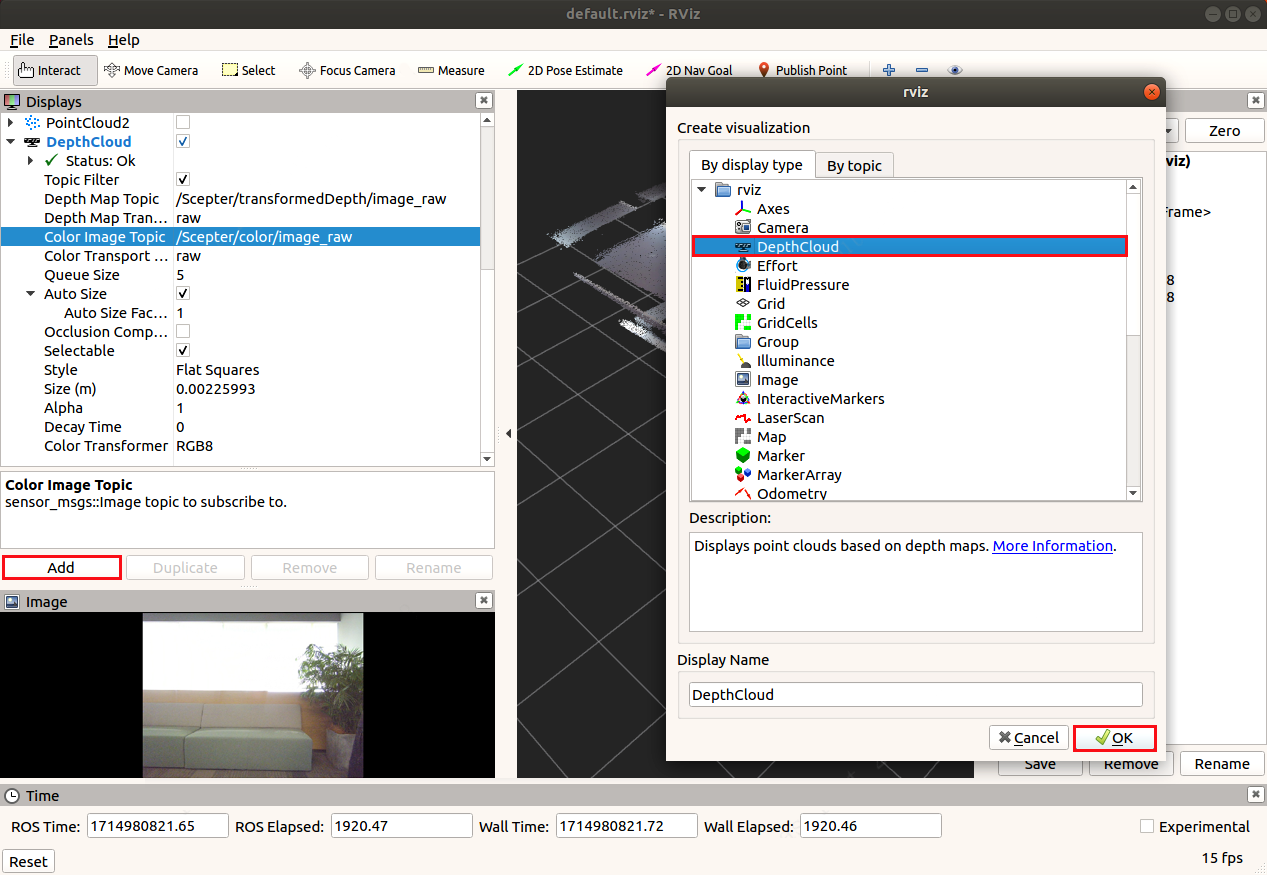 default.rviz* - RViz
File Panels Help
Interact Move Camera Select Focus Camera Measure 2D Pose Estimate 2D Nav Goal Publish Point
Displays
PointCloud2
DepthCloud
Status: Ok
Topic Filter
Depth Map Topic /Scepter/transformedDepth/image_raw
Depth Map Tran... raw
Color Image Topic /Scepter/color/image_raw
Color Transport ... raw
Queue Size 5
Auto Size
Auto Size Fac... 1
Occlusion Comp...
Selectable
Style Flat Squares
Size (m) 0.00225993
Alpha 1
Decay Time 0
Color Transformer RGB8
Color Image Topic
sensor_msgs::Image topic to subscribe to.
Add Duplicate Remove Rename
Image
rviz
Create visualization
By display type By topic
rviz
Axes
Camera
DepthCloud
Effort
FluidPressure
Grid
GridCells
Group
Illuminance
Image
InteractiveMarkers
LaserScan
Map
Marker
MarkerArray
Odometry
Description:
Displays point clouds based on depth maps. More Information.
Display Name
DepthCloud
Cancel OK
Zero
viz)
Frame>
8
8
Save Remove Rename
Time
ROS Time: 1714980821.65 ROS Elapsed: 1920.47 Wall Time: 1714980821.72 Wall Elapsed: 1920.46 Experimental
Reset 15 fps